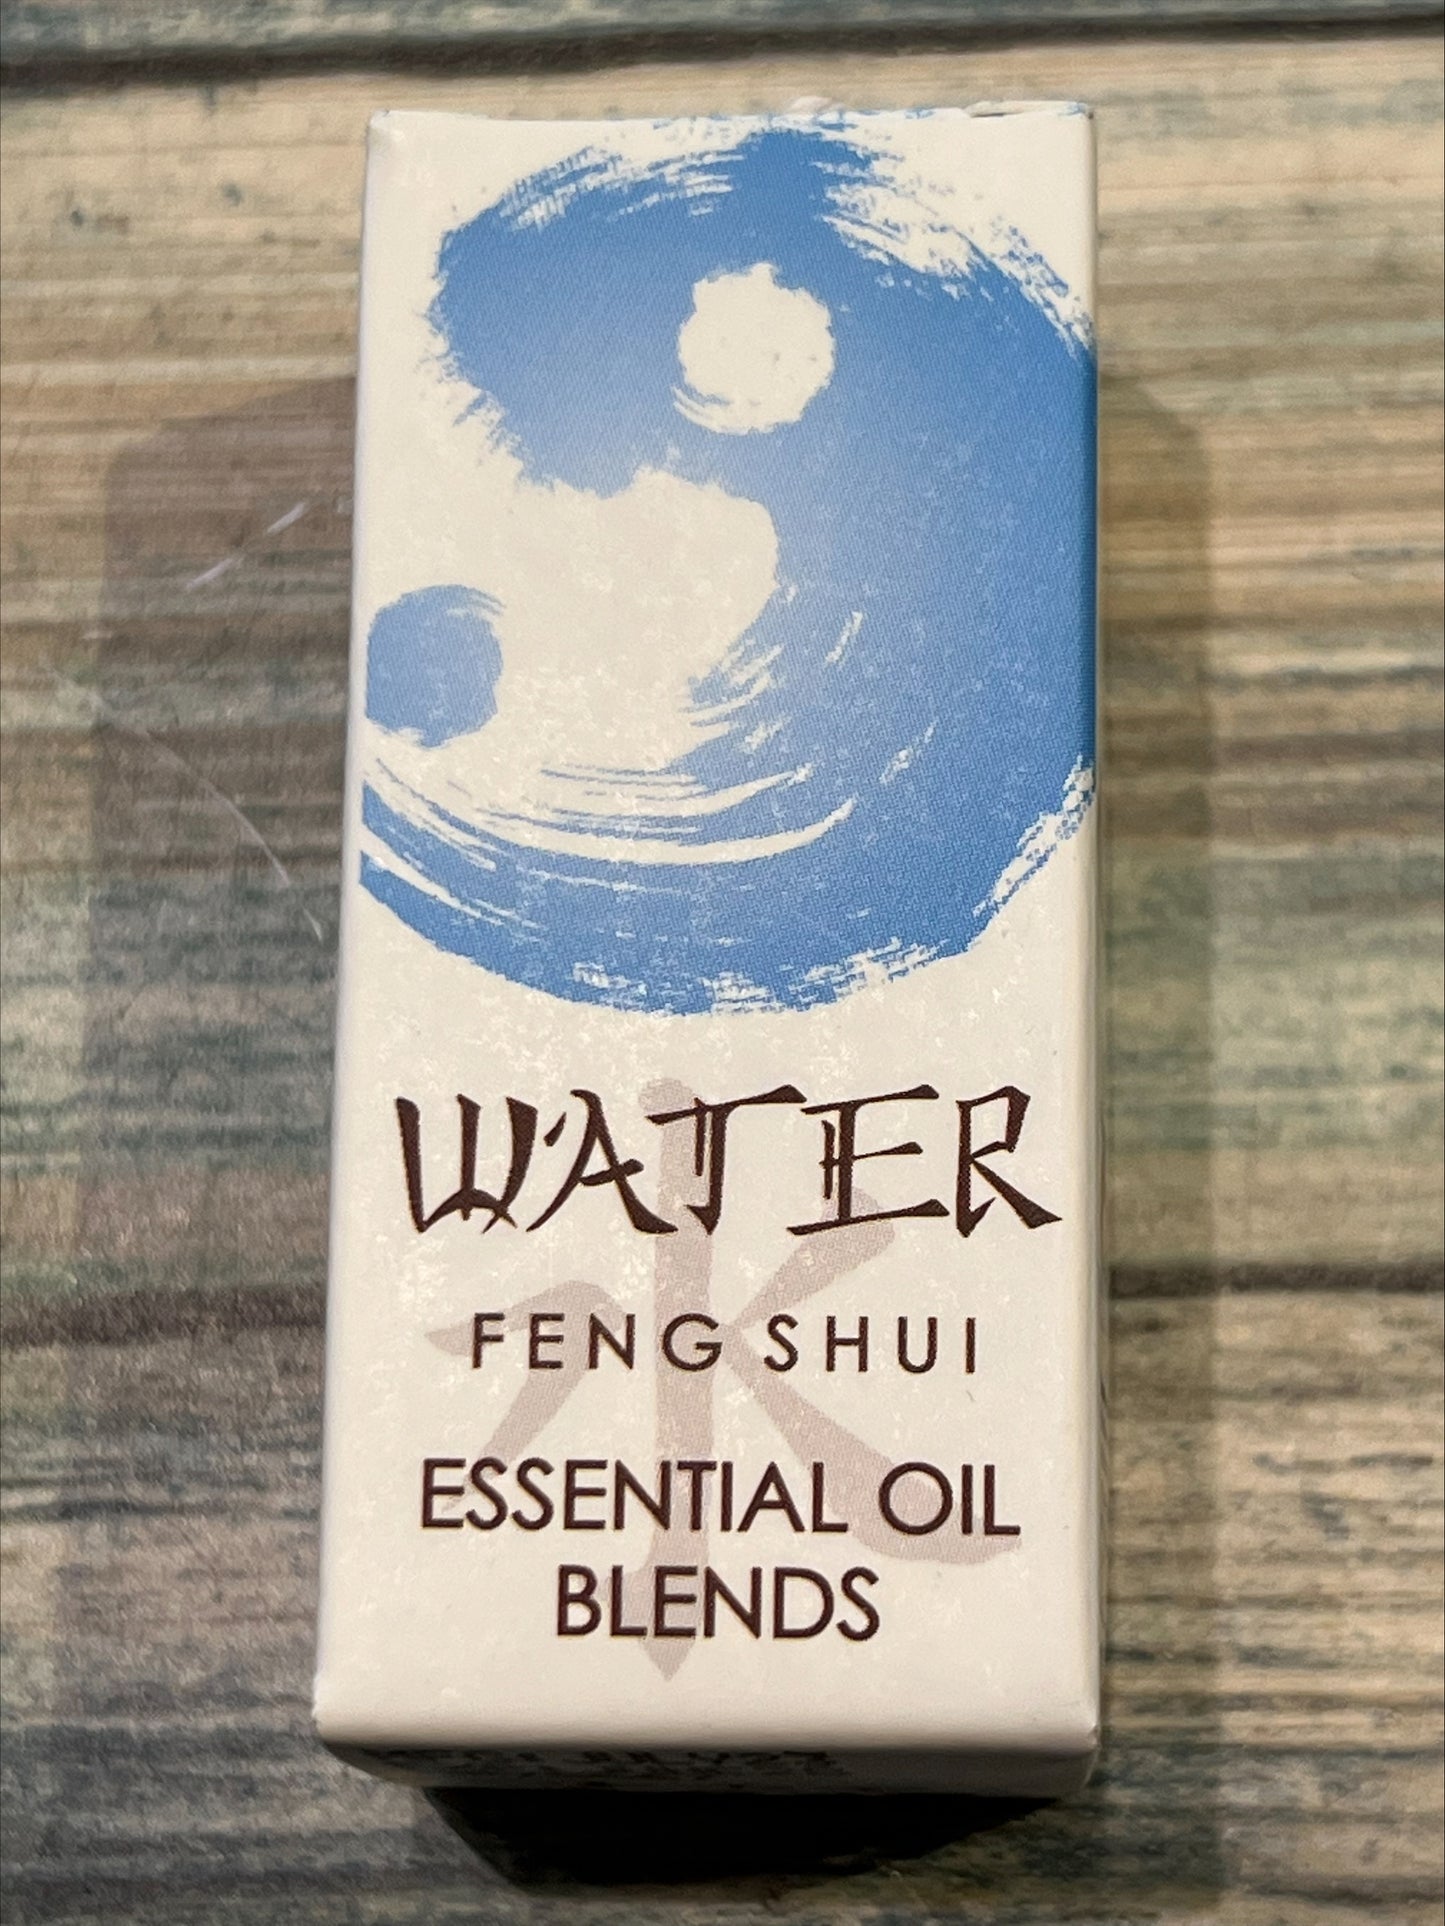 WATER
水
FENG SHUI
ESSENTIAL OIL
BLENDS